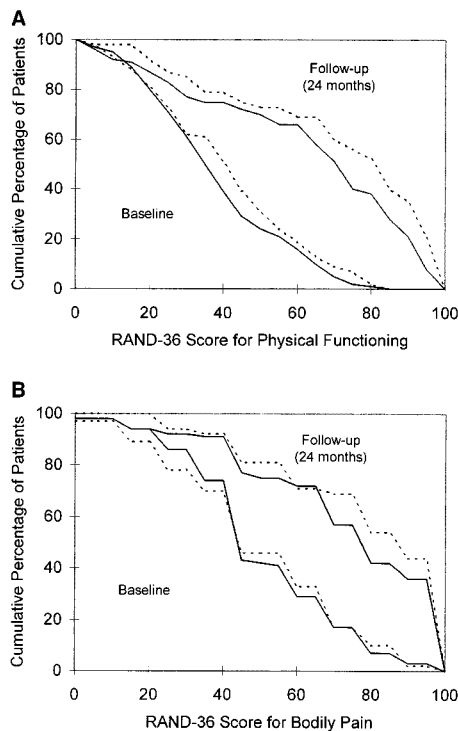 A
Cumulative Percentage of Patients
100
80
60
40
20
0
Follow-up
(24 months)
Baseline
0 20 40 60 80 100
RAND-36 Score for Physical Functioning
B
Cumulative Percentage of Patients
100
80
60
40
20
0
Follow-up
(24 months)
Baseline
0 20 40 60 80 100
RAND-36 Score for Bodily Pain